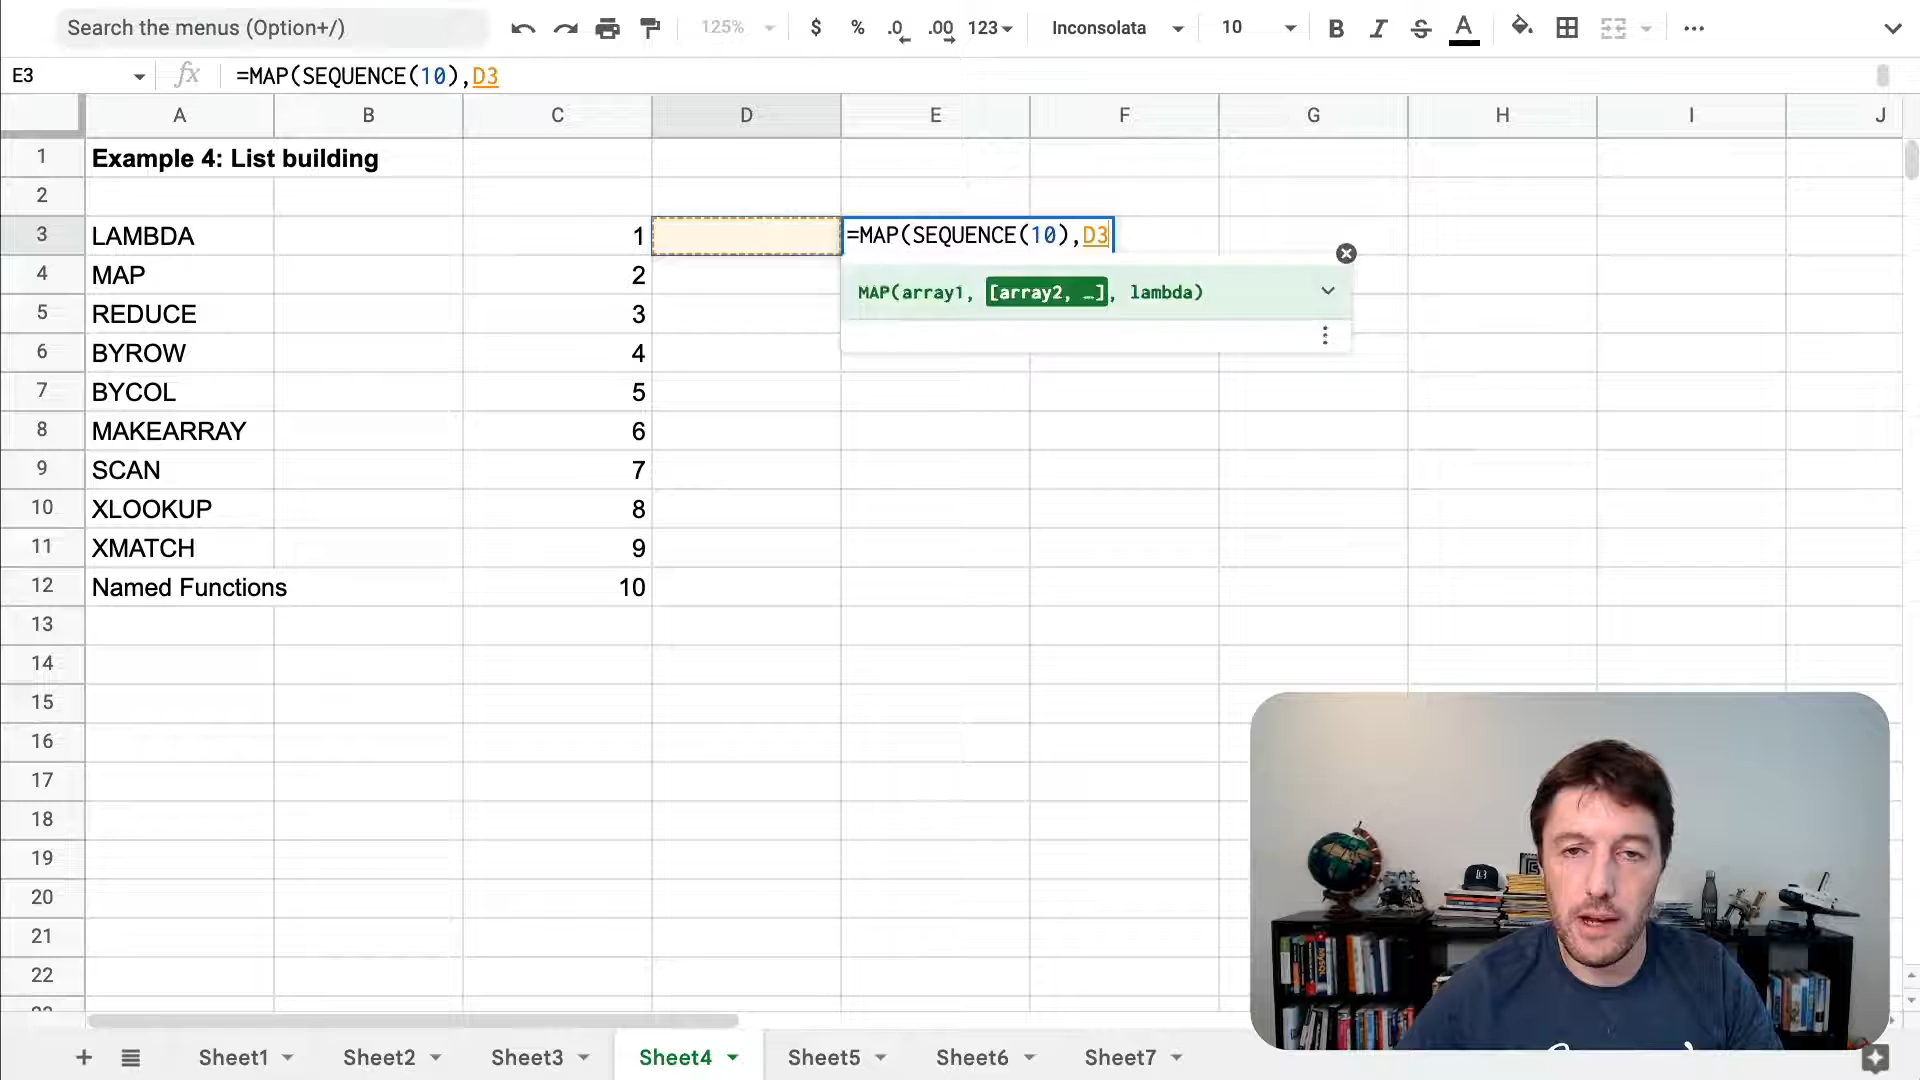 Search the menus (Option+/)
125%
$ % .0 .00 123
Inconsolata
10
B I S A
E3
fx
=MAP(SEQUENCE(10),D3
A B C D E F G H I J
1 Example 4: List building
2
3 LAMBDA 1 =MAP(SEQUENCE(10),D3
MAP(array1, [array2, …], lambda)
4 MAP 2
5 REDUCE 3
6 BYROW 4
7 BYCOL 5
8 MAKEARRAY 6
9 SCAN 7
10 XLOOKUP 8
11 XMATCH 9
12 Named Functions 10
13
14
15
16
17
18
19
20
21
22
Sheet1 Sheet2 Sheet3 Sheet4 Sheet5 Sheet6 Sheet7